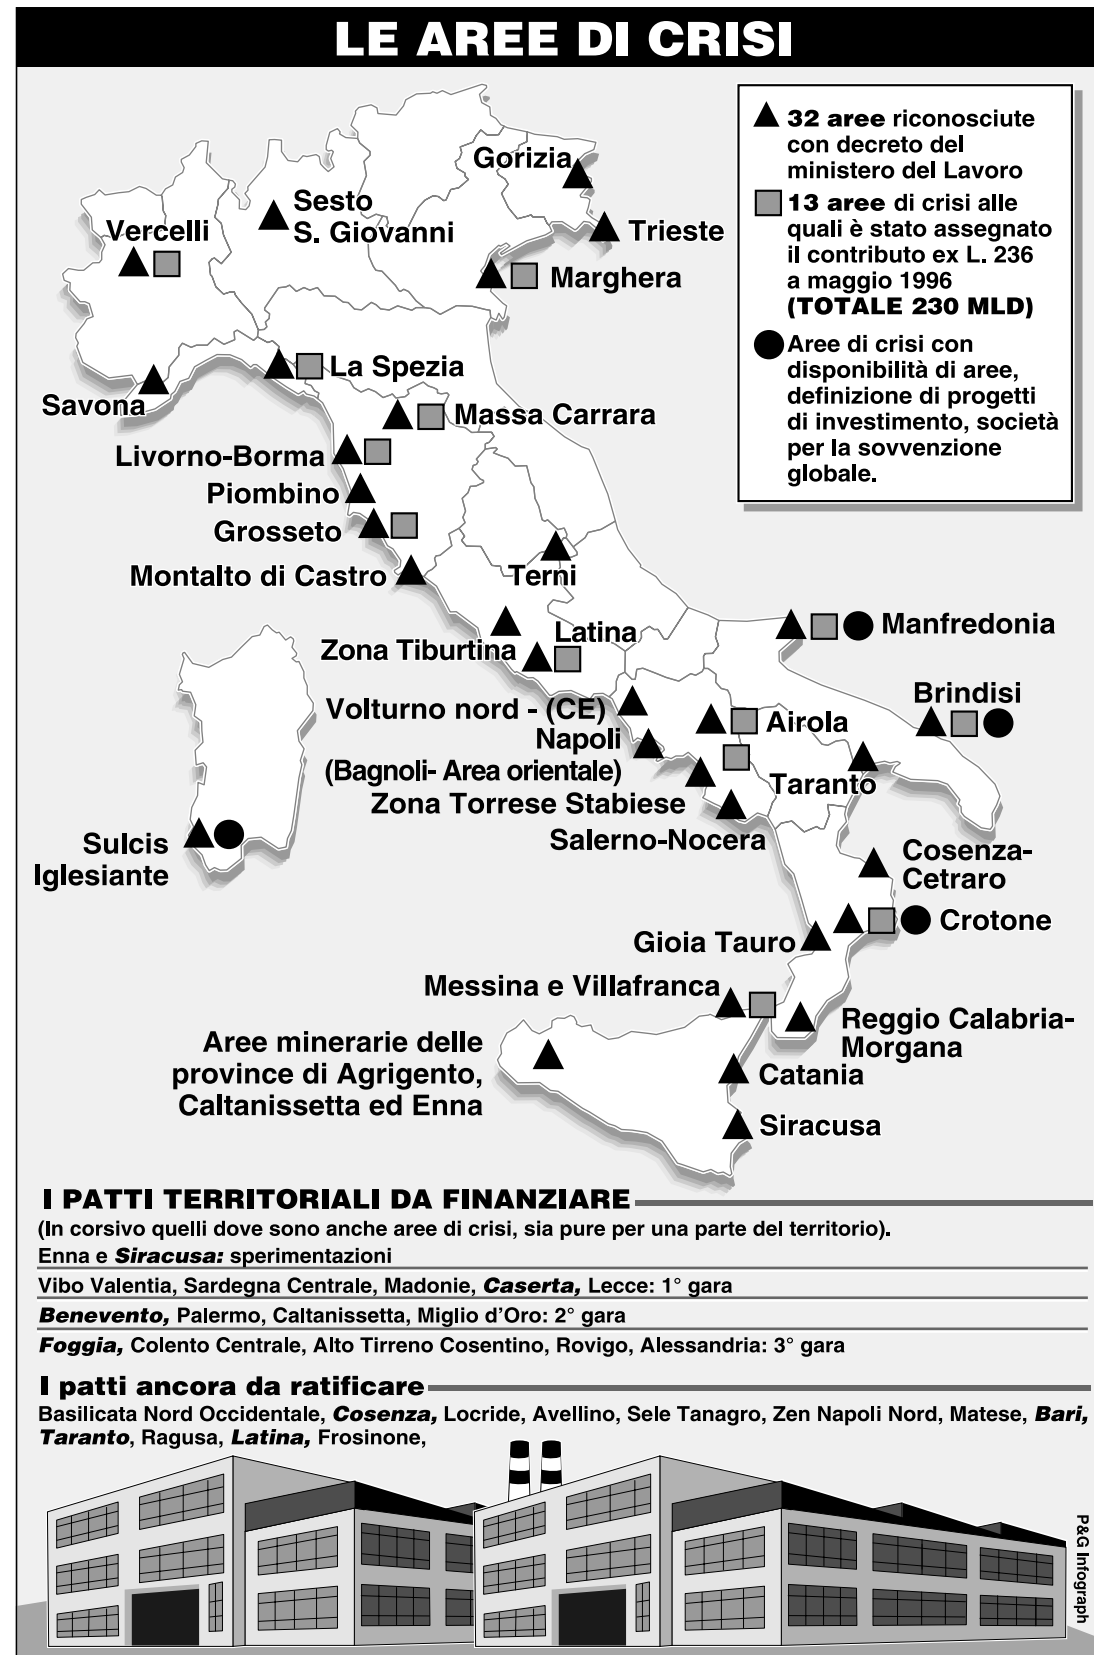 LE AREE DI CRISI
32 aree riconosciute
con decreto del
ministero del Lavoro
13 aree di crisi alle
quali è stato assegnato
il contributo ex L. 236
a maggio 1996
(TOTALE 230 MLD)
Aree di crisi con
disponibilità di aree,
definizione di progetti
di investimento, società
per la sovvenzione
globale.
Gorizia
Sesto
S. Giovanni
Vercelli
Trieste
Marghera
La Spezia
Savona
Massa Carrara
Livorno-Borma
Piombino
Grosseto
Montalto di Castro
Terni
Latina
Zona Tiburtina
Manfredonia
Brindisi
Volturno nord - (CE)
Airola
Napoli
(Bagnoli- Area orientale)
Taranto
Zona Torrese Stabiese
Salerno-Nocera
Sulcis
Iglesiante
Cosenza-
Cetraro
Crotone
Gioia Tauro
Messina e Villafranca
Reggio Calabria-
Morgana
Aree minerarie delle
province di Agrigento,
Caltanissetta ed Enna
Catania
Siracusa
I PATTI TERRITORIALI DA FINANZIARE
(In corsivo quelli dove sono anche aree di crisi, sia pure per una parte del territorio).
Enna e Siracusa: sperimentazioni
Vibo Valentia, Sardegna Centrale, Madonie, Caserta, Lecce: 1° gara
Benevento, Palermo, Caltanissetta, Miglio d'Oro: 2° gara
Foggia, Colento Centrale, Alto Tirreno Cosentino, Rovigo, Alessandria: 3° gara
I patti ancora da ratificare
Basilicata Nord Occidentale, Cosenza, Locride, Avellino, Sele Tanagro, Zen Napoli Nord, Matese, Bari,
Taranto, Ragusa, Latina, Frosinone,
P&G Infograph